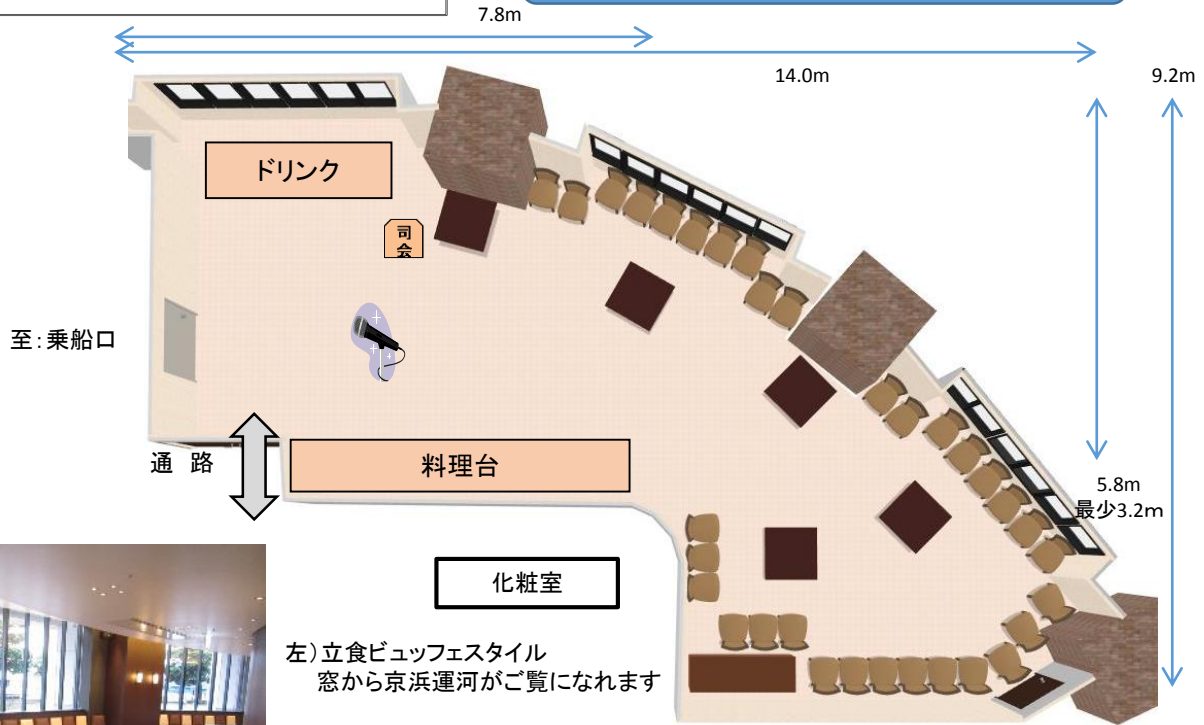 7.8m
14.0m
9.2m
ドリンク
司
会
至：乗船口
通 路
料理台
5.8m
最少3.2m
化粧室
左）立食ビュッフェスタイル
窓から京浜運河がご覧になれます